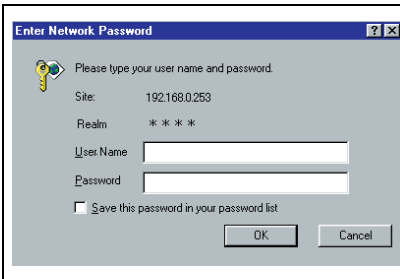 Enter Network Password
Please type your user name and password.
Site: 192.168.0.253
Realm ****
User Name
Password
Save this password in your password list
OK Cancel